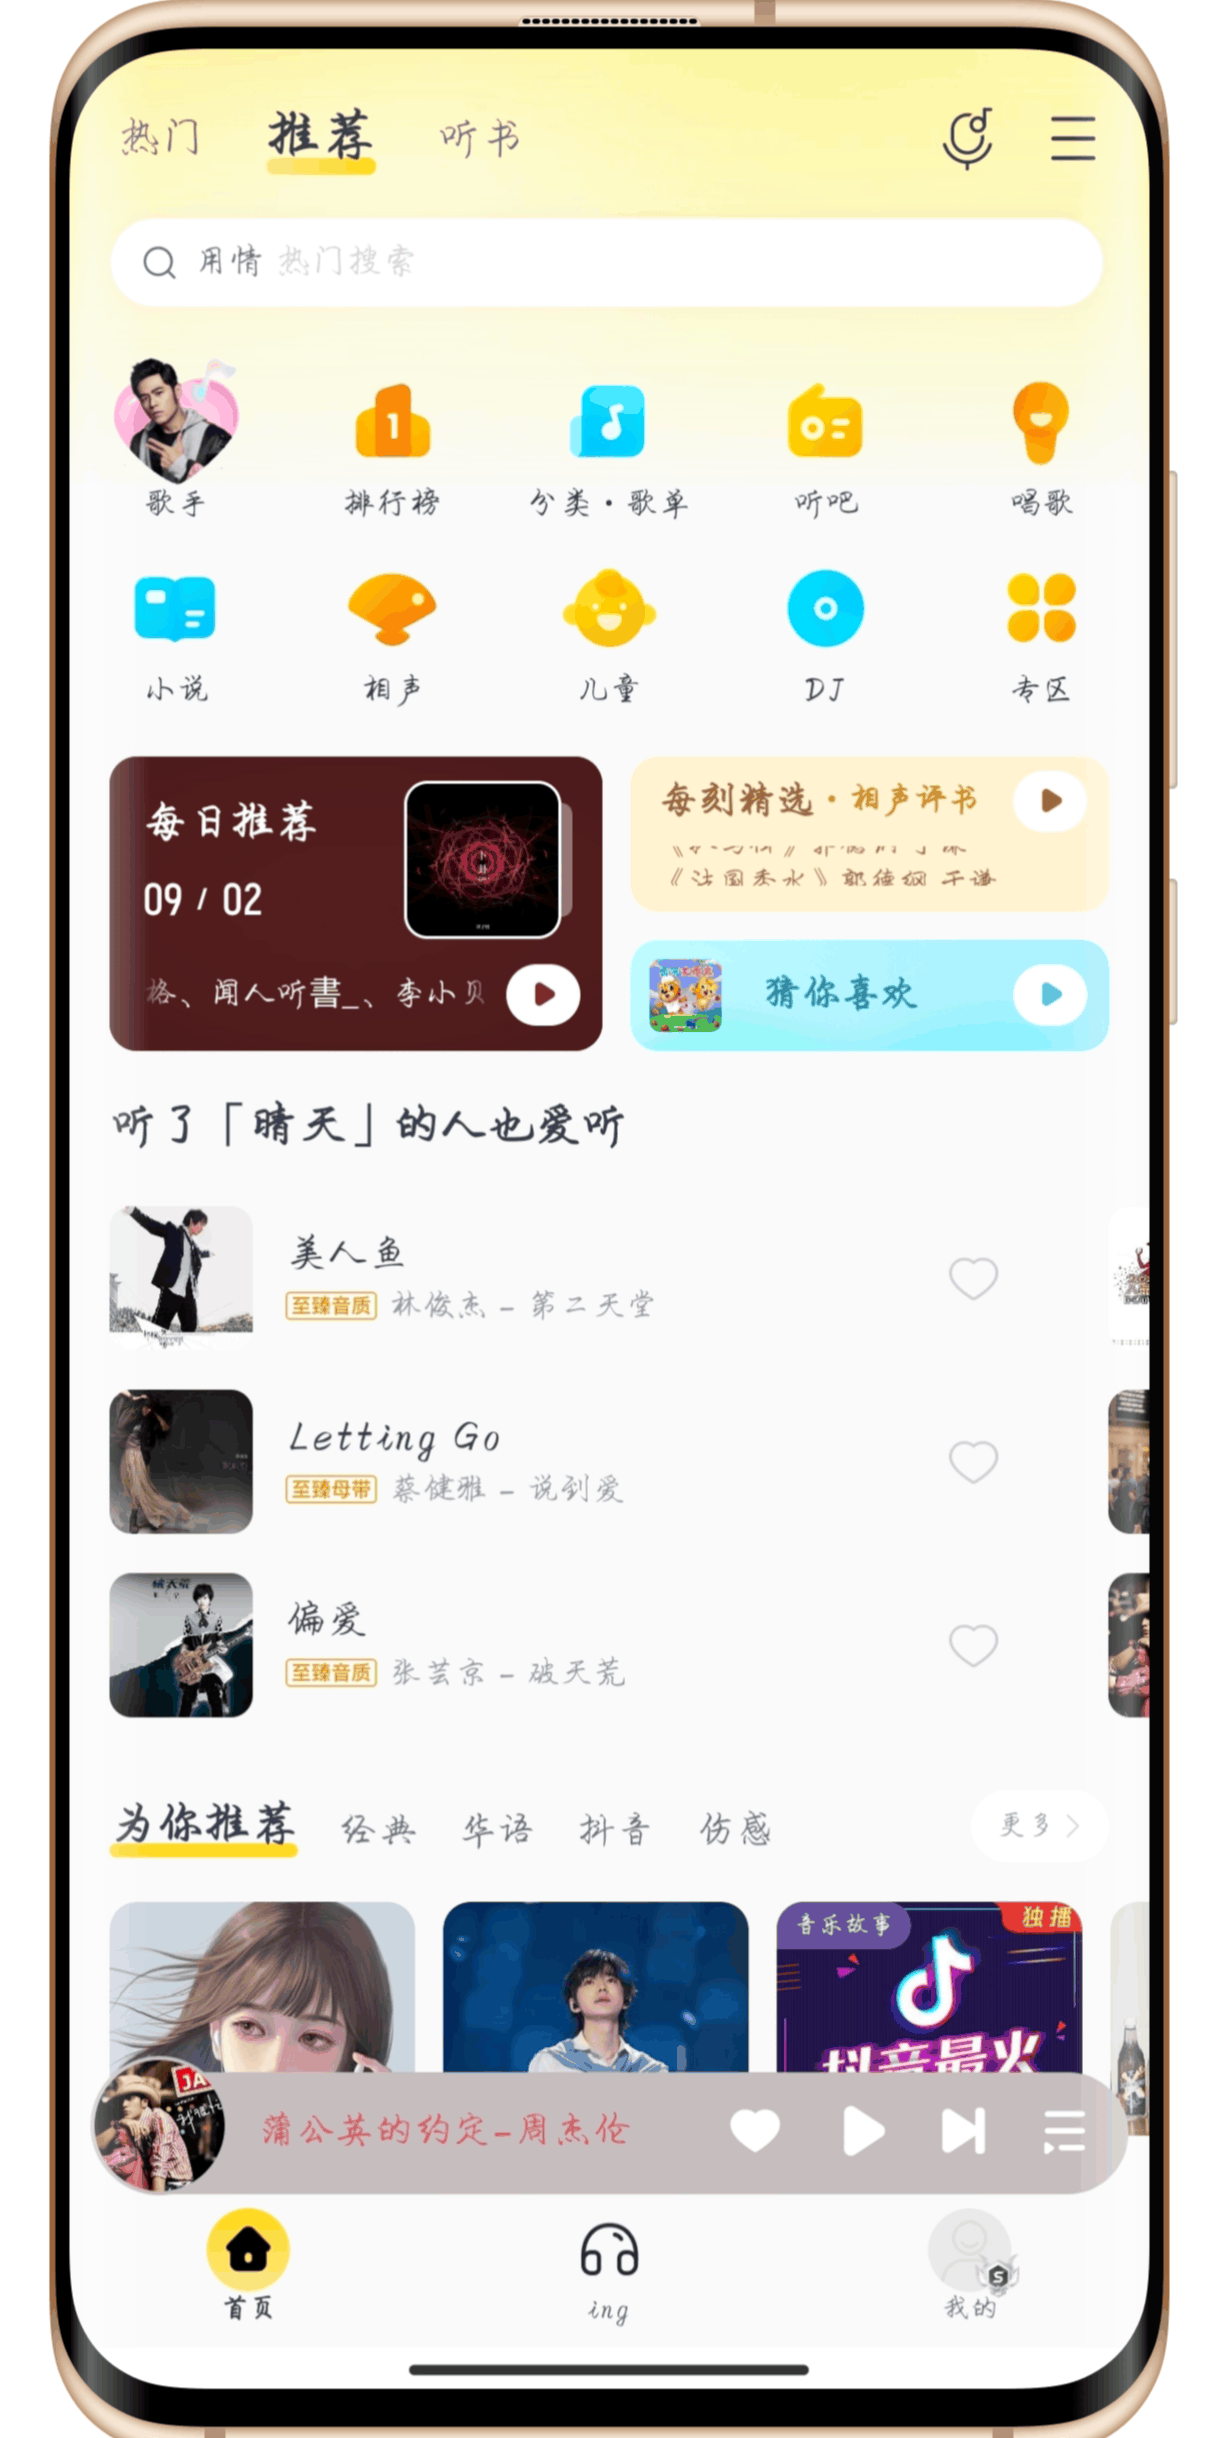 热门 推荐 听书
用情 热门搜索
歌手 排行榜 分类·歌单 听吧 唱歌
小说 相声 儿童 DJ 专区
每日推荐
09 / 02
格、闻人听書_、李小贝
每刻精选·相声评书
《法国香水》郭德纲 于谦
猜你喜欢
听了「晴天」的人也爱听
美人鱼
至臻音质 林俊杰 - 第二天堂
Letting Go
至臻母带 蔡健雅 - 说到爱
偏爱
至臻音质 张芸京 - 破天荒
为你推荐 经典 华语 抖音 伤感 更多
音乐故事 独播
抖音最火
蒲公英的约定-周杰伦
首页 ing 我的